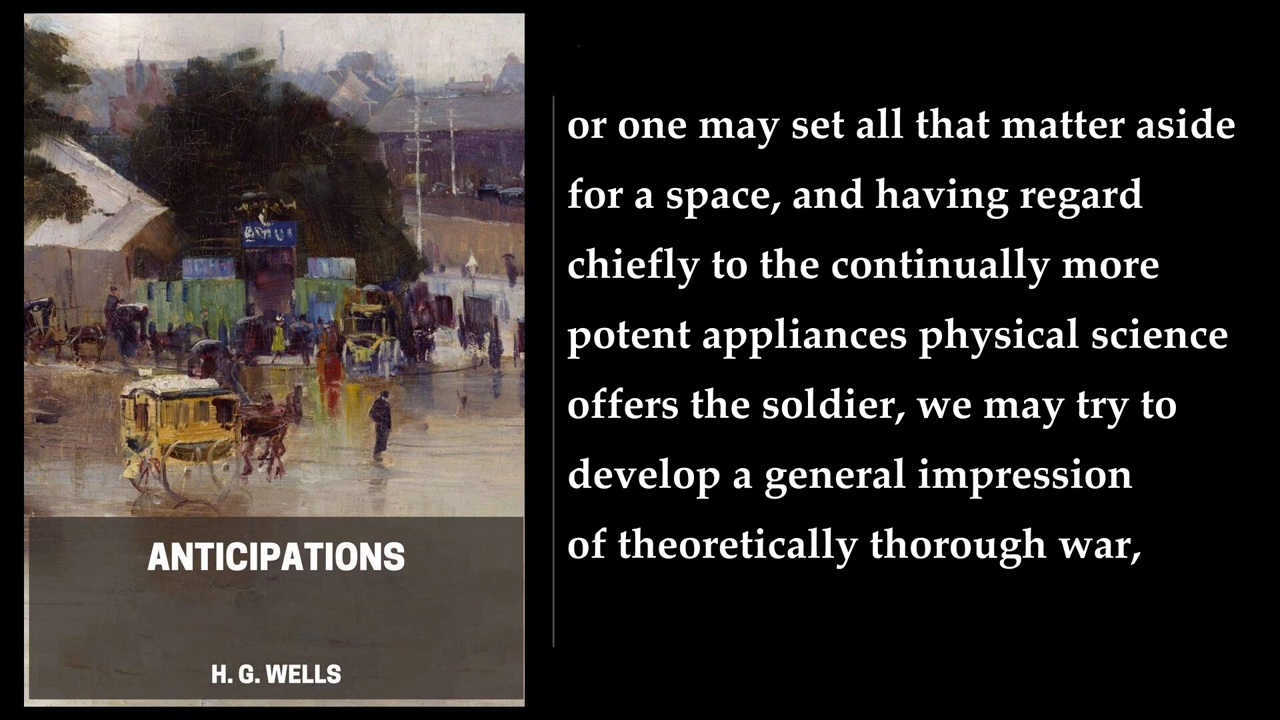 ANTICIPATIONS
H. G. WELLS
or one may set all that matter aside
for a space, and having regard
chiefly to the continually more
potent appliances physical science
offers the soldier, we may try to
develop a general impression
of theoretically thorough war,